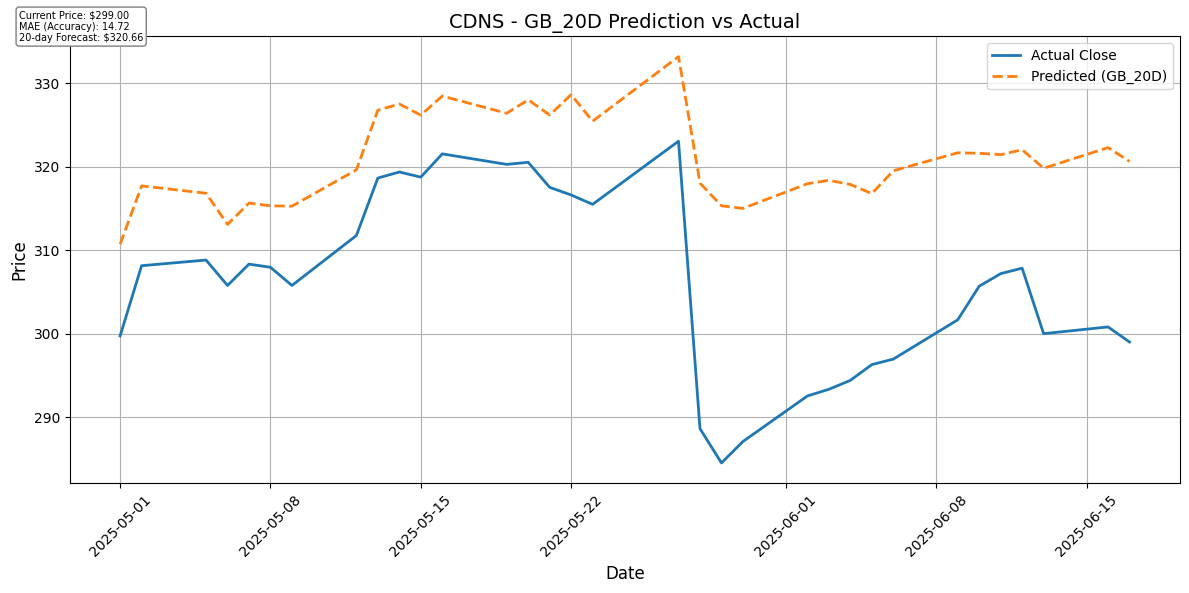 CDNS - GB_20D Prediction vs Actual
Current Price: $299.00
MAE (Accuracy): 14.72
20-day Forecast: $320.66
Actual Close
Predicted (GB_20D)
Price
330
320
310
300
290
2025-05-01
2025-05-08
2025-05-15
2025-05-22
2025-06-01
2025-06-08
2025-06-15
Date